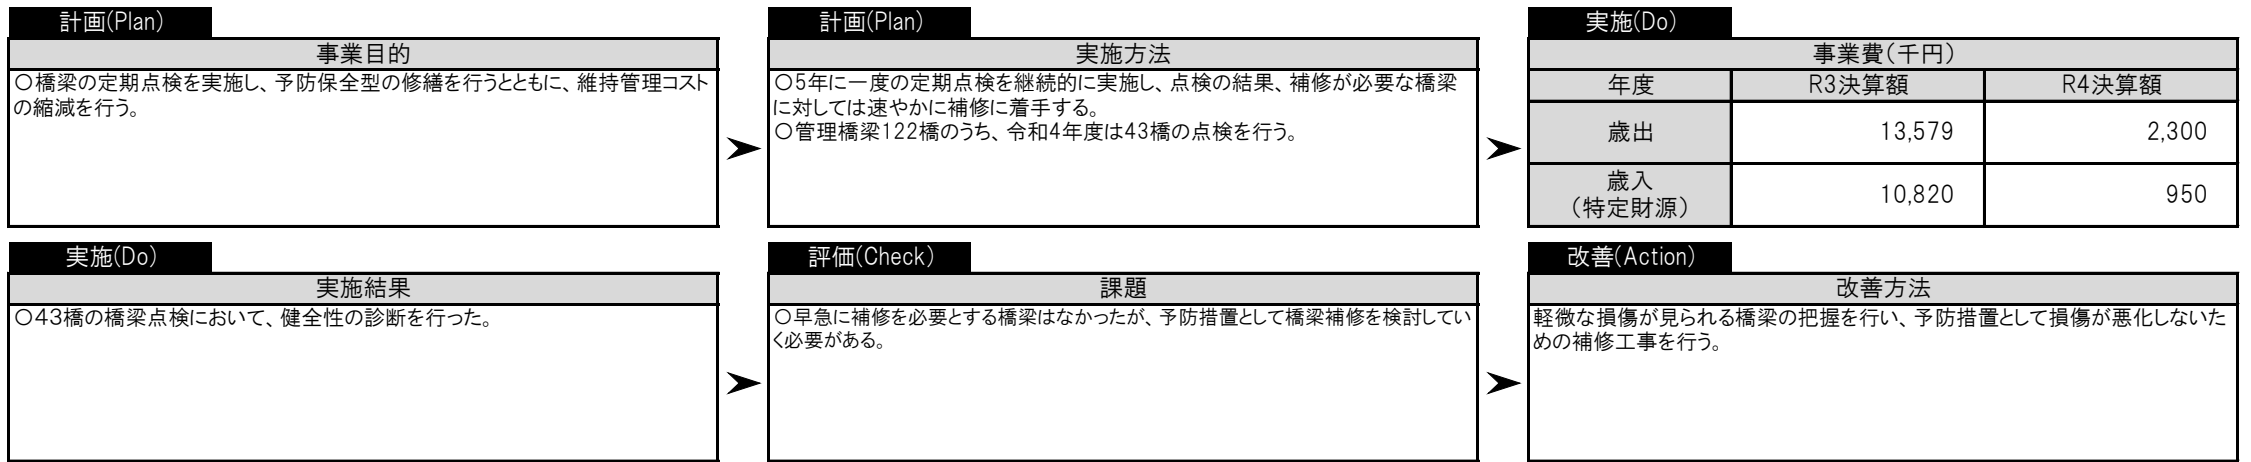 計画(Plan)
事業目的
○橋梁の定期点検を実施し、予防保全型の修繕を行うとともに、維持管理コスト
の縮減を行う。
計画(Plan)
実施方法
○5年に一度の定期点検を継続的に実施し、点検の結果、補修が必要な橋梁
に対しては速やかに補修に着手する。
○管理橋梁122橋のうち、令和4年度は43橋の点検を行う。
実施(Do)
事業費(千円)
年度 R3決算額 R4決算額
歳出 13,579 2,300
歳入
(特定財源) 10,820 950
実施(Do)
実施結果
○43橋の橋梁点検において、健全性の診断を行った。
評価(Check)
課題
○早急に補修を必要とする橋梁はなかったが、予防措置として橋梁補修を検討してい
く必要がある。
改善(Action)
改善方法
軽微な損傷が見られる橋梁の把握を行い、予防措置として損傷が悪化しないた
めの補修工事を行う。